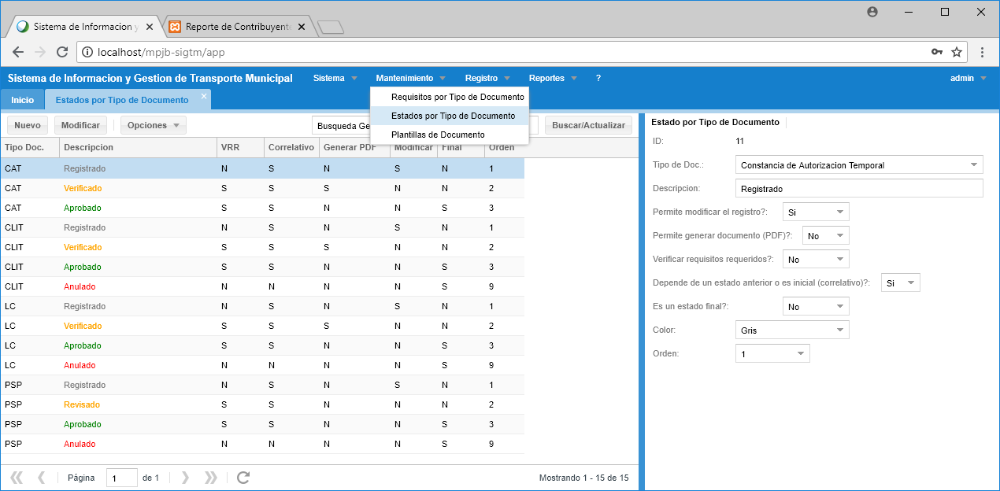 Sistema de Informacion y
Reporte de Contribuyente
localhost/mpjb-sigtm/app
Sistema de Informacion y Gestion de Transporte Municipal Sistema Mantenimiento Registro Reportes ? admin
Inicio Estados por Tipo de Documento
Requisitos por Tipo de Documento
Estados por Tipo de Documento
Plantillas de Documento
Nuevo Modificar Opciones Busqueda Ge Buscar/Actualizar
Tipo Doc. Descripcion VRR Correlativo Generar PDF Modificar Final Orden
CAT Registrado N S N S N 1
CAT Verificado S S S N N 2
CAT Aprobado S S N N S 3
CLIT Registrado N S N S N 1
CLIT Verificado S S S N N 2
CLIT Aprobado S S N N S 3
CLIT Anulado N N N N S 9
LC Registrado N S N S N 1
LC Verificado S S S N N 2
LC Aprobado S S N N S 3
LC Anulado N N N N S 9
PSP Registrado N S N S N 1
PSP Revisado S S N N N 2
PSP Aprobado S S N N S 3
PSP Anulado N N N N S 9
Página 1 de 1 Mostrando 1 - 15 de 15
Estado por Tipo de Documento
ID: 11
Tipo de Doc.: Constancia de Autorizacion Temporal
Descripcion: Registrado
Permite modificar el registro?: Si
Permite generar documento (PDF)?: No
Verificar requisitos requeridos?: No
Depende de un estado anterior o es inicial (correlativo)?: Si
Es un estado final?: No
Color: Gris
Orden: 1